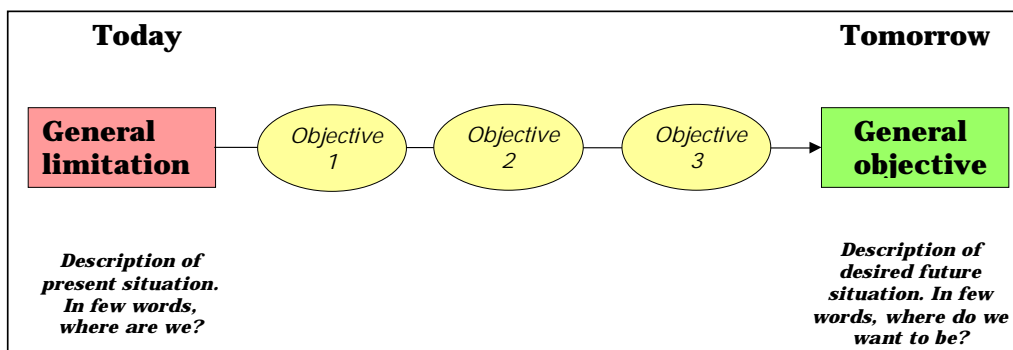 Today
Tomorrow
General
limitation
Objective
1
Objective
2
Objective
3
General
objective
Description of
present situation.
In few words,
where are we?
Description of
desired future
situation. In few
words, where do we
want to be?